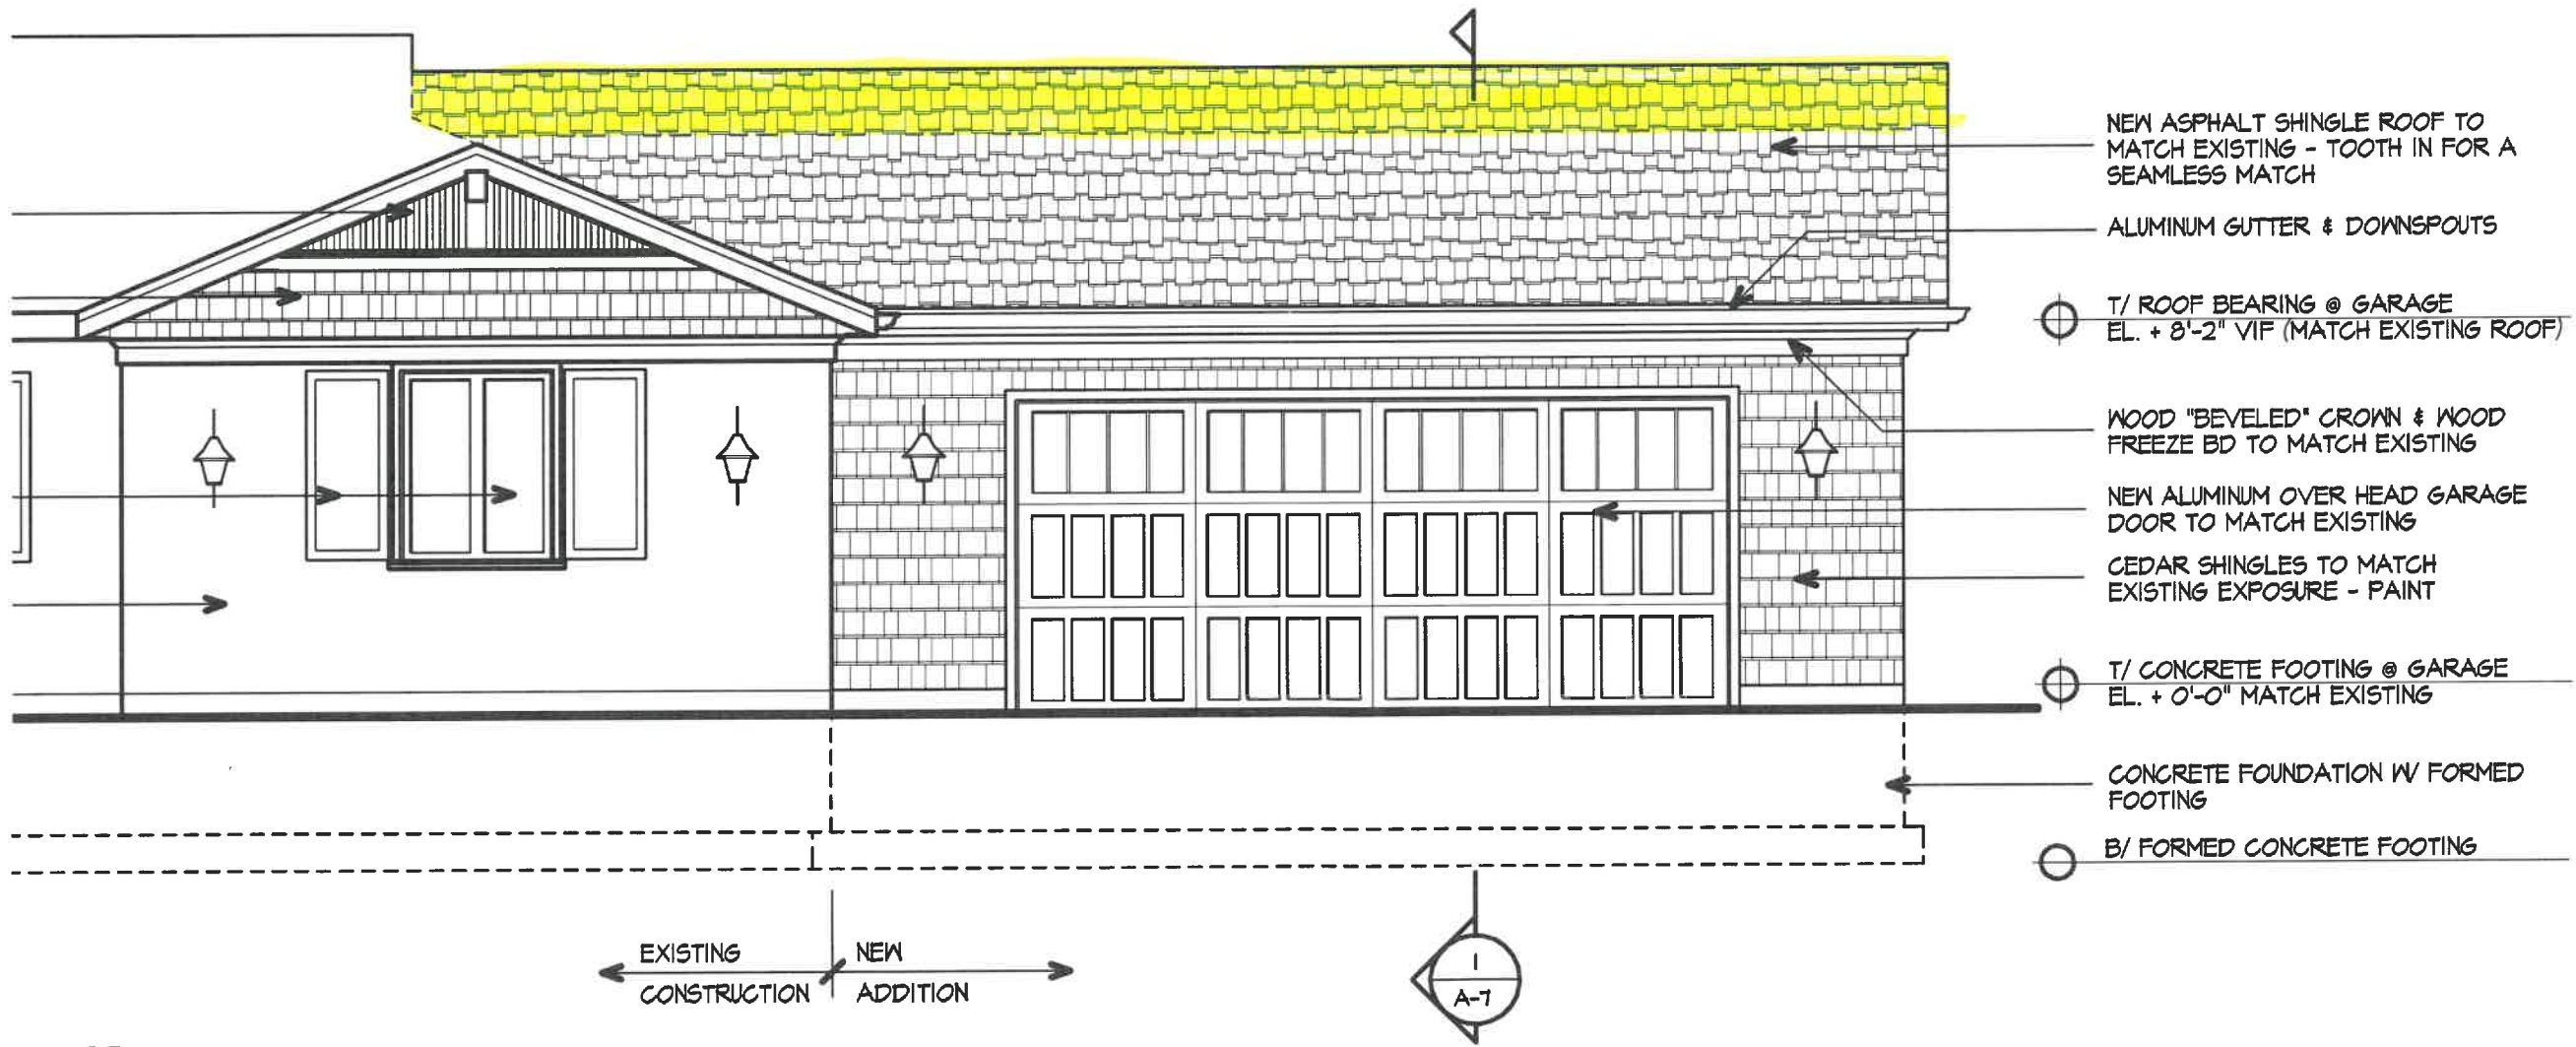 NEW ASPHALT SHINGLE ROOF TO
MATCH EXISTING - TOOTH IN FOR A
SEAMLESS MATCH
ALUMINUM GUTTER & DOWNSPOUTS
T/ ROOF BEARING @ GARAGE
EL. + 8'-2" VIF (MATCH EXISTING ROOF)
WOOD "BEVELED" CROWN & WOOD
FREEZE BD TO MATCH EXISTING
NEW ALUMINUM OVER HEAD GARAGE
DOOR TO MATCH EXISTING
CEDAR SHINGLES TO MATCH
EXISTING EXPOSURE - PAINT
T/ CONCRETE FOOTING @ GARAGE
EL. + 0'-0" MATCH EXISTING
CONCRETE FOUNDATION W/ FORMED
FOOTING
B/ FORMED CONCRETE FOOTING
EXISTING
CONSTRUCTION
NEW
ADDITION
1
A-7